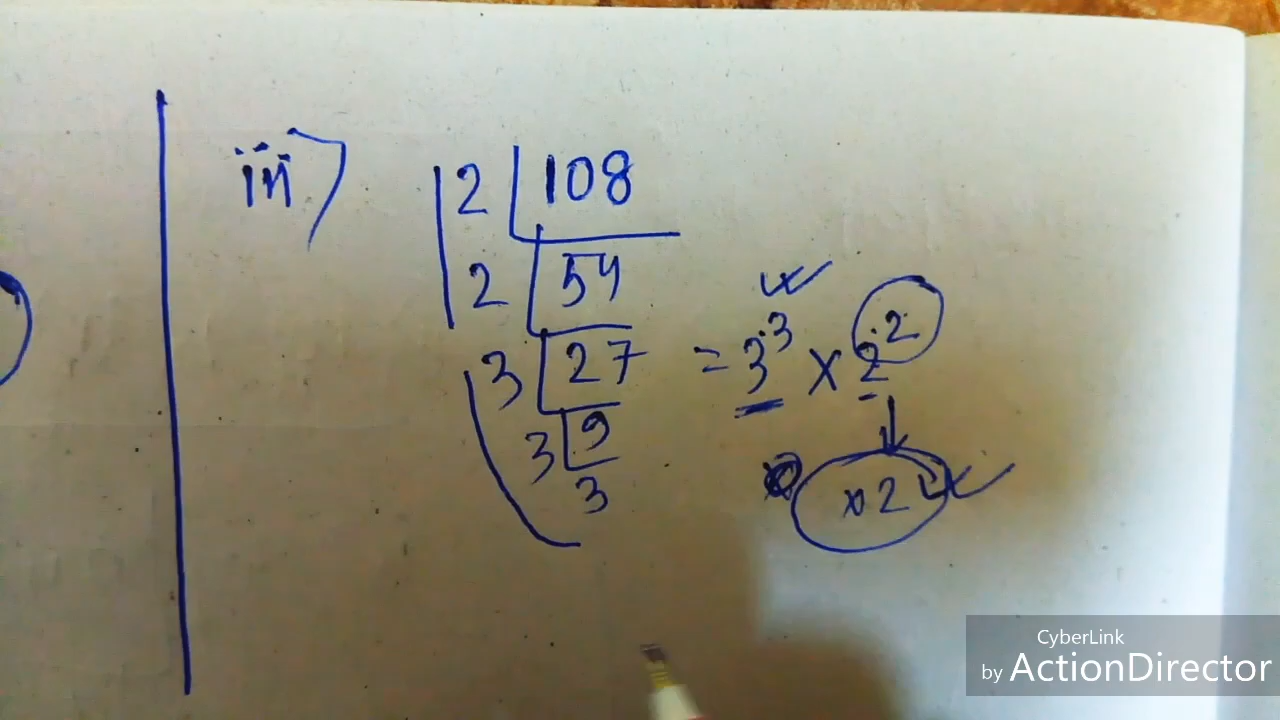 iii) 2 108
2 54
3 27 = 3³ × 2²
3 9
3 ×2
CyberLink
by ActionDirector